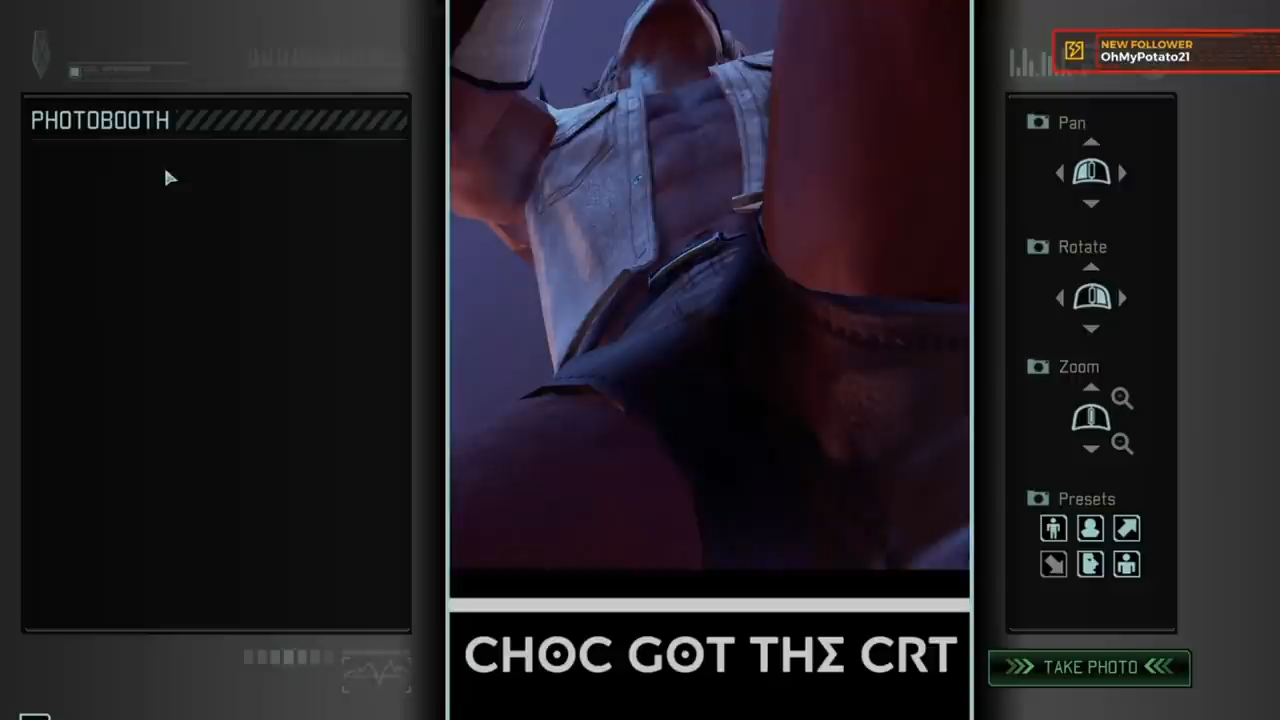 NEW FOLLOWER
OhMyPotato21
PHOTOBOOTH
Pan
Rotate
Zoom
Presets
CHOC GOT THΣ CRT
TAKE PHOTO